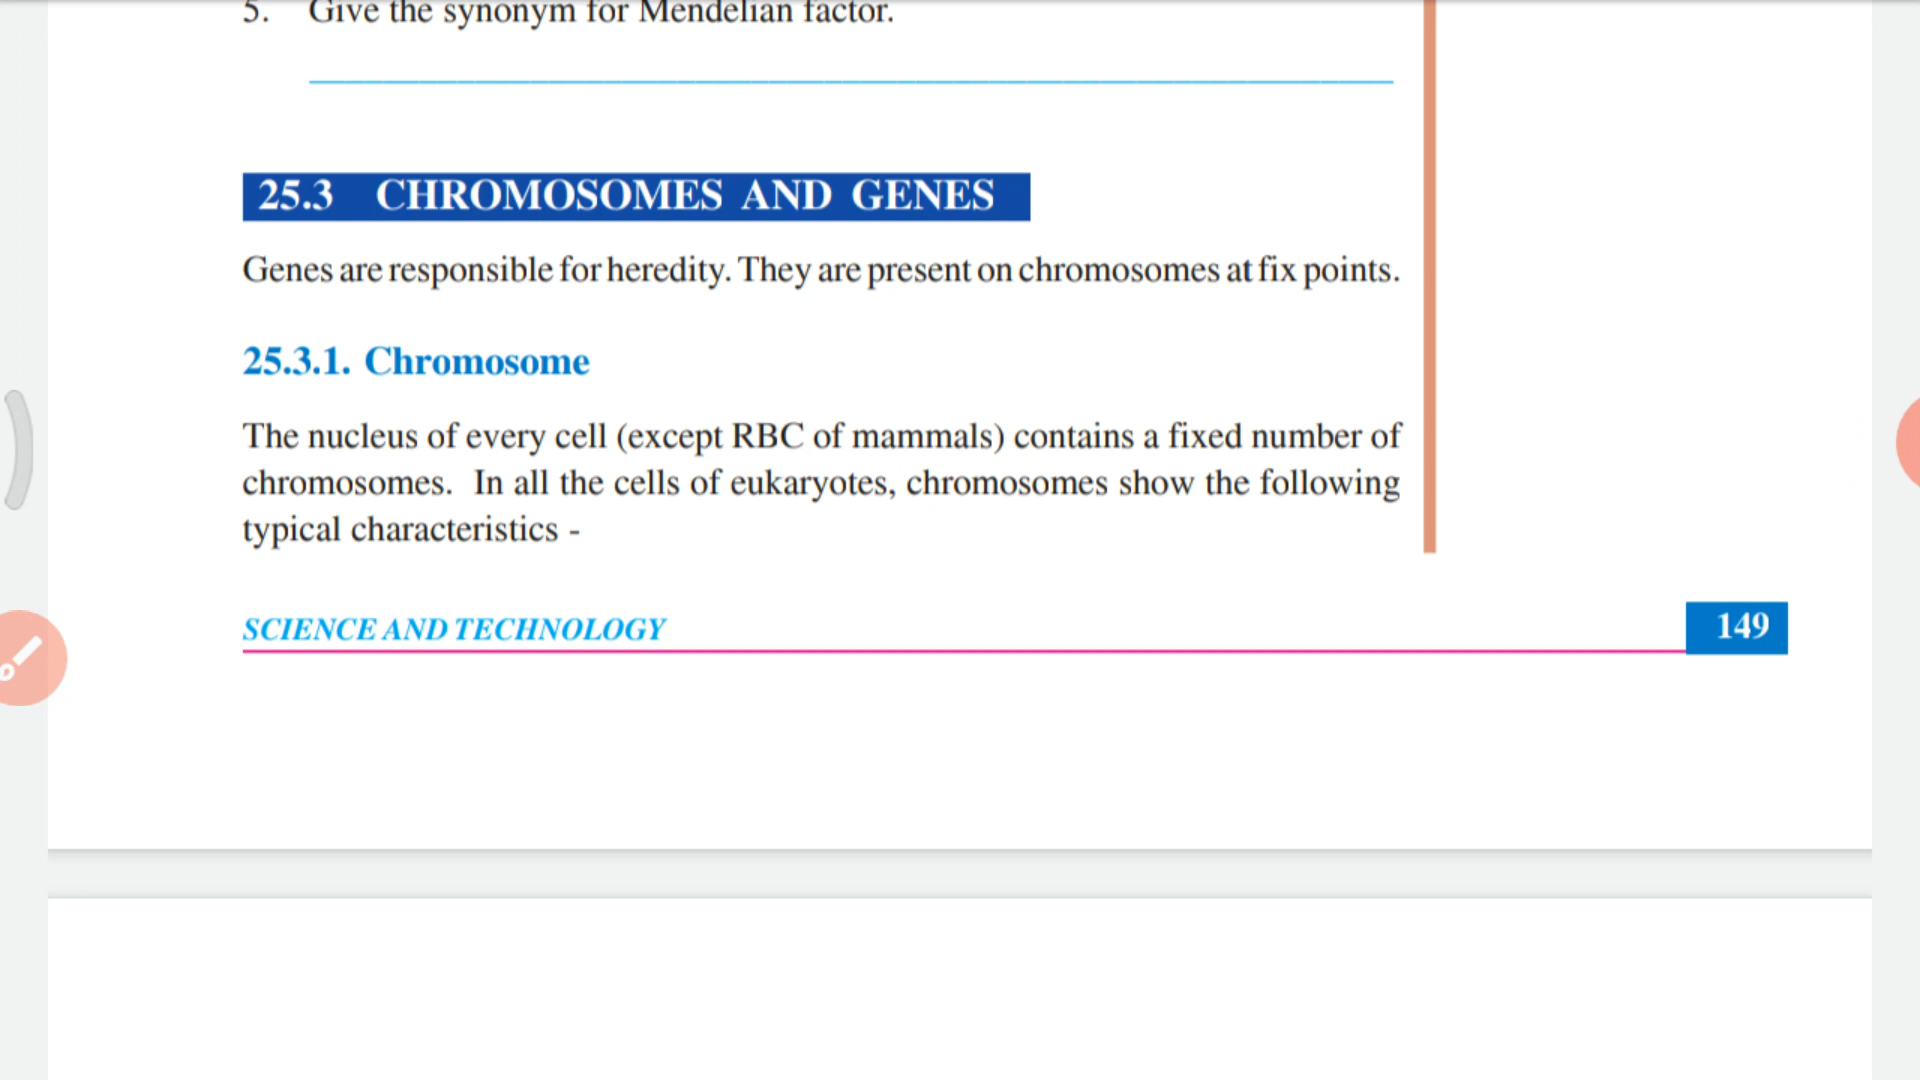 5. Give the synonym for Mendelian factor.
25.3 CHROMOSOMES AND GENES
Genes are responsible for heredity. They are present on chromosomes at fix points.
25.3.1. Chromosome
The nucleus of every cell (except RBC of mammals) contains a fixed number of
chromosomes. In all the cells of eukaryotes, chromosomes show the following
typical characteristics -
SCIENCE AND TECHNOLOGY
149